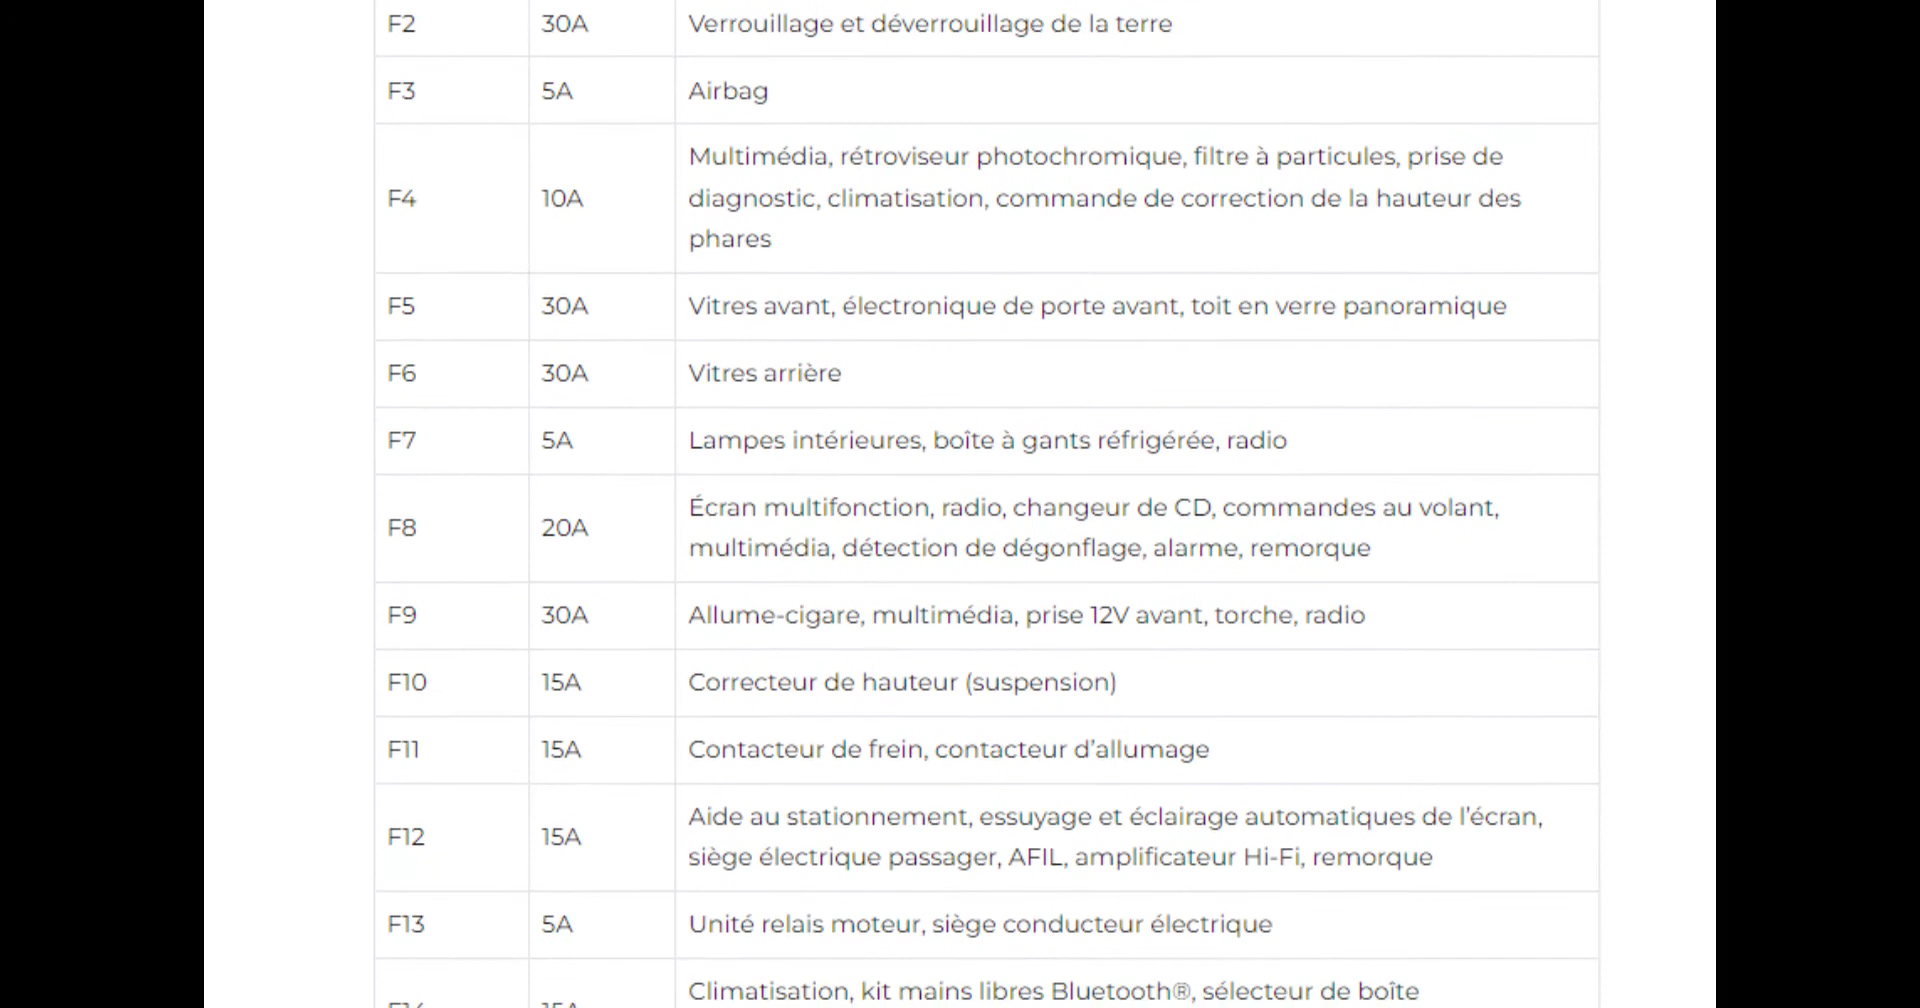 F2 30A Verrouillage et déverrouillage de la terre
F3 5A Airbag
Multimédia, rétroviseur photochromique, filtre à particules, prise de
F4 10A diagnostic, climatisation, commande de correction de la hauteur des
phares
F5 30A Vitres avant, électronique de porte avant, toit en verre panoramique
F6 30A Vitres arrière
F7 5A Lampes intérieures, boîte à gants réfrigérée, radio
F8 20A Écran multifonction, radio, changeur de CD, commandes au volant,
multimédia, détection de dégonflage, alarme, remorque
F9 30A Allume-cigare, multimédia, prise 12V avant, torche, radio
F10 15A Correcteur de hauteur (suspension)
F11 15A Contacteur de frein, contacteur d’allumage
F12 15A Aide au stationnement, essuyage et éclairage automatiques de l’écran,
siège électrique passager, AFIL, amplificateur Hi-Fi, remorque
F13 5A Unité relais moteur, siège conducteur électrique
Climatisation, kit mains libres Bluetooth®, sélecteur de boîte